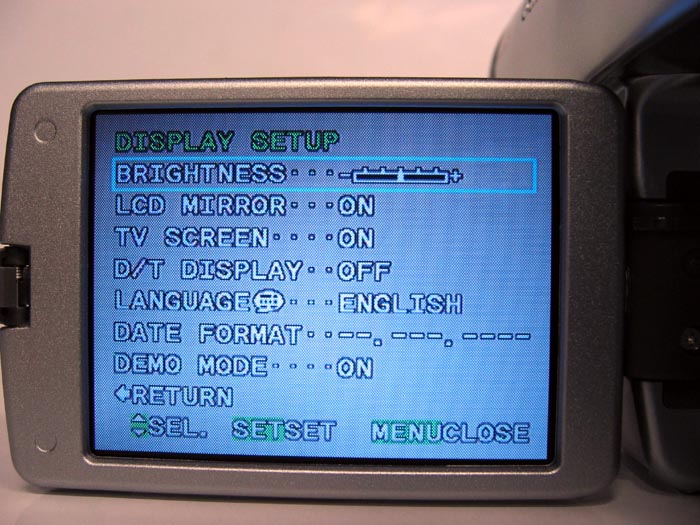 DISPLAY SETUP
BRIGHTNESS···-+
LCD MIRROR···ON
TV SCREEN····ON
D/T DISPLAY··OFF
LANGUAGE···ENGLISH
DATE FORMAT··--.---.----
DEMO MODE····ON
RETURN
SEL. SETSET MENUCLOSE